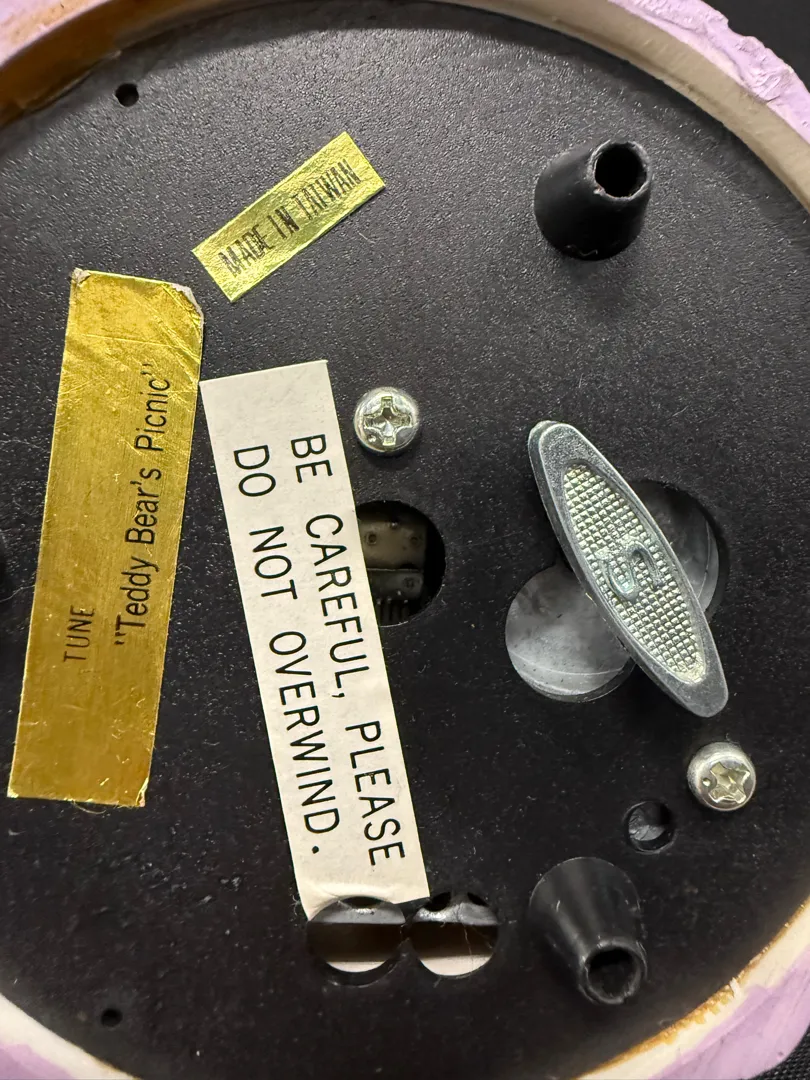 MADE IN TAIWAN
TUNE
"Teddy Bear's Picnic"
BE CAREFUL, PLEASE
DO NOT OVERWIND.